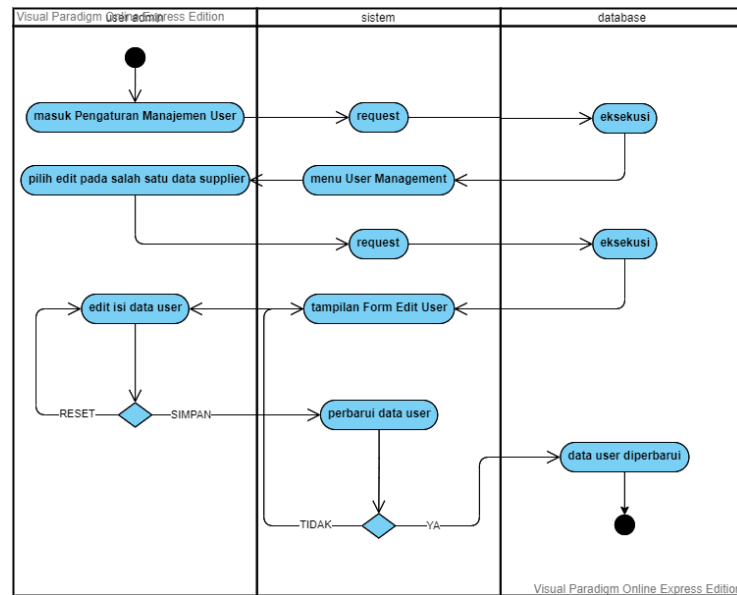 Visual Paradigm Online Express Edition
user admin
sistem
database
masuk Pengaturan Manajemen User
request
eksekusi
pilih edit pada salah satu data supplier
menu User Management
request
eksekusi
edit isi data user
tampilan Form Edit User
RESET
SIMPAN
perbarui data user
data user diperbarui
TIDAK
YA
Visual Paradigm Online Express Edition